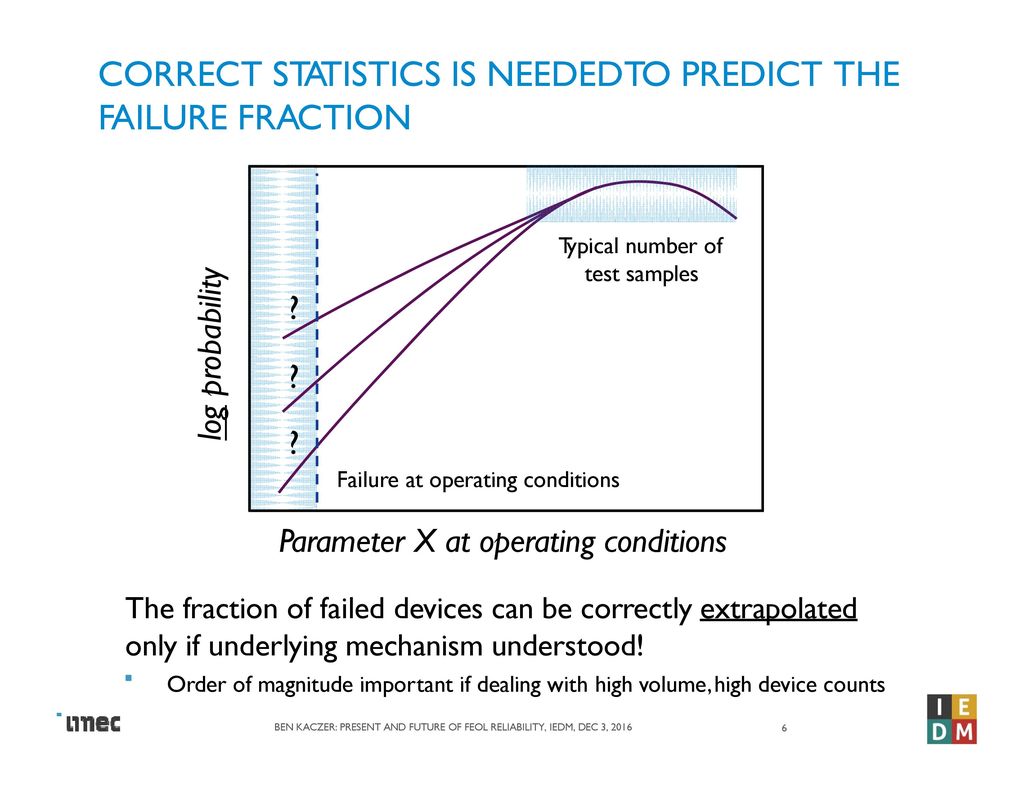 CORRECT STATISTICS IS NEEDEDTO PREDICT THE
FAILURE FRACTION
Typical number of
test samples
?
?
?
log probability
Failure at operating conditions
Parameter X at operating conditions
The fraction of failed devices can be correctly extrapolated
only if underlying mechanism understood!
Order of magnitude important if dealing with high volume, high device counts
imec
BEN KACZER: PRESENT AND FUTURE OF FEOL RELIABILITY, IEDM, DEC 3, 2016
6
I E
D M